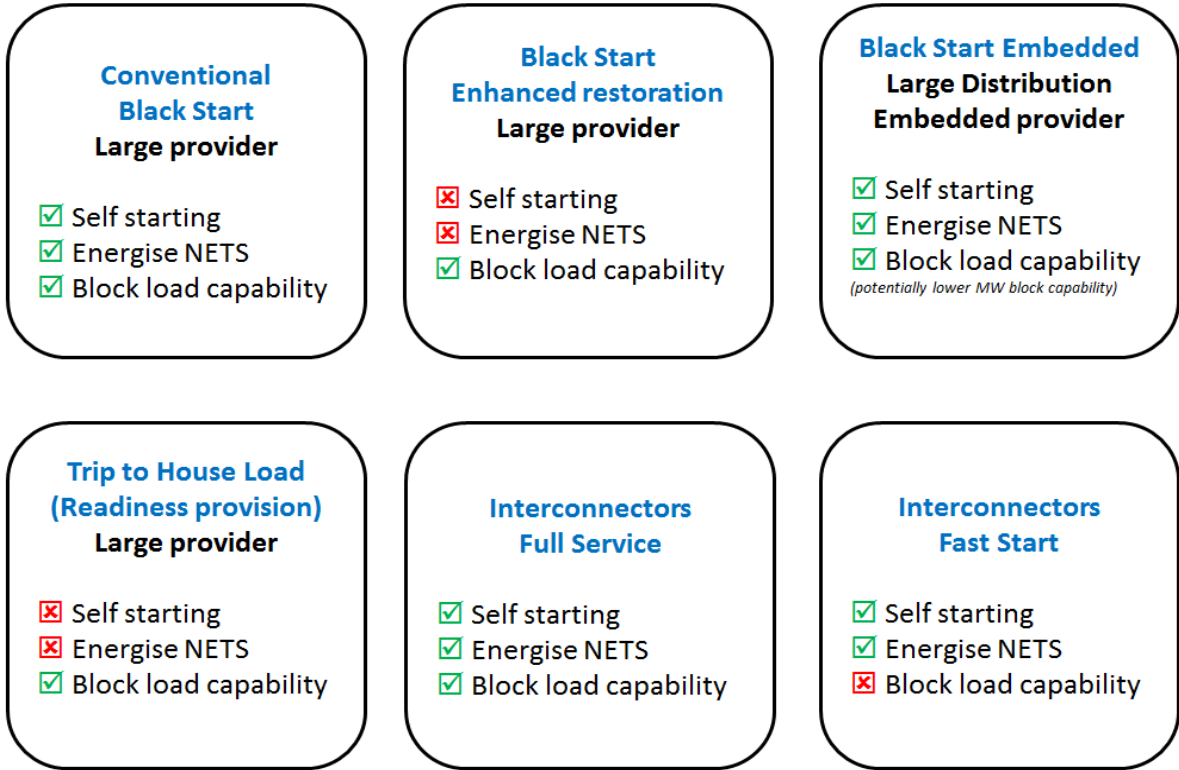 Conventional
Black Start
Large provider
☑ Self starting
☑ Energise NETS
☑ Block load capability
Black Start
Enhanced restoration
Large provider
☒ Self starting
☒ Energise NETS
☑ Block load capability
Black Start Embedded
Large Distribution
Embedded provider
☑ Self starting
☑ Energise NETS
☑ Block load capability
(potentially lower MW block capability)
Trip to House Load
(Readiness provision)
Large provider
☒ Self starting
☒ Energise NETS
☑ Block load capability
Interconnectors
Full Service
☑ Self starting
☑ Energise NETS
☑ Block load capability
Interconnectors
Fast Start
☑ Self starting
☑ Energise NETS
☒ Block load capability